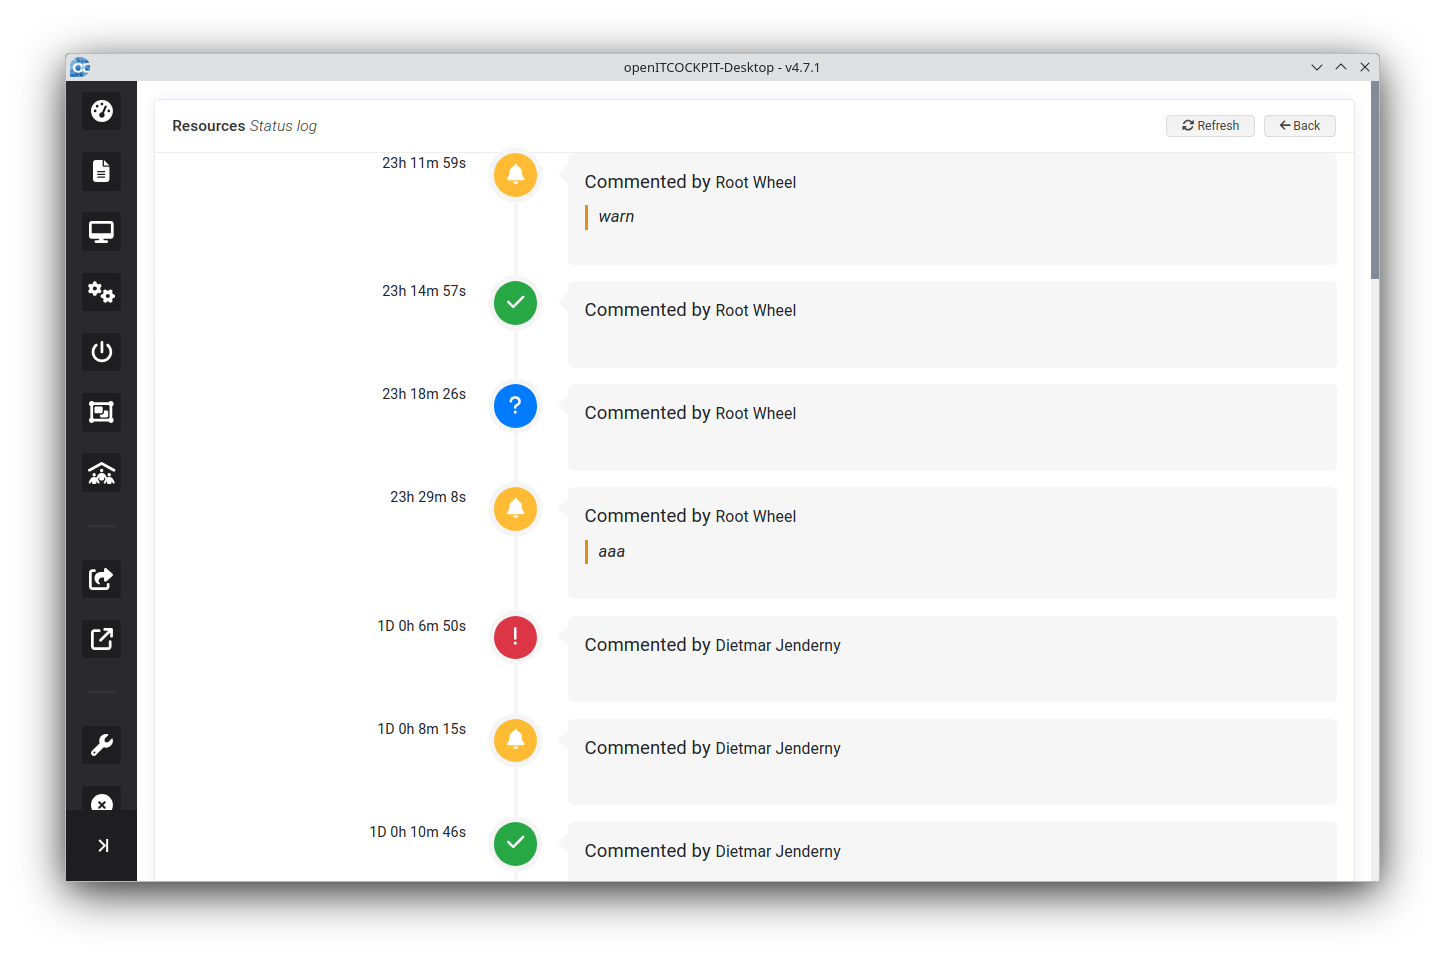 openITCOCKPIT-Desktop - v4.7.1
Resources Status log
Refresh
Back
23h 11m 59s
Commented by Root Wheel
warn
23h 14m 57s
Commented by Root Wheel
23h 18m 26s
Commented by Root Wheel
23h 29m 8s
Commented by Root Wheel
aaa
1D 0h 6m 50s
Commented by Dietmar Jenderny
1D 0h 8m 15s
Commented by Dietmar Jenderny
1D 0h 10m 46s
Commented by Dietmar Jenderny